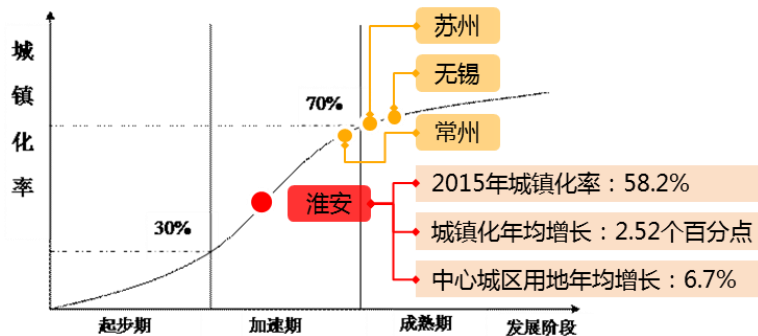 城镇化率
苏州
无锡
70%
常州
淮安
2015年城镇化率：58.2%
城镇化年均增长：2.52个百分点
中心城区用地年均增长：6.7%
30%
起步期
加速期
成熟期
发展阶段